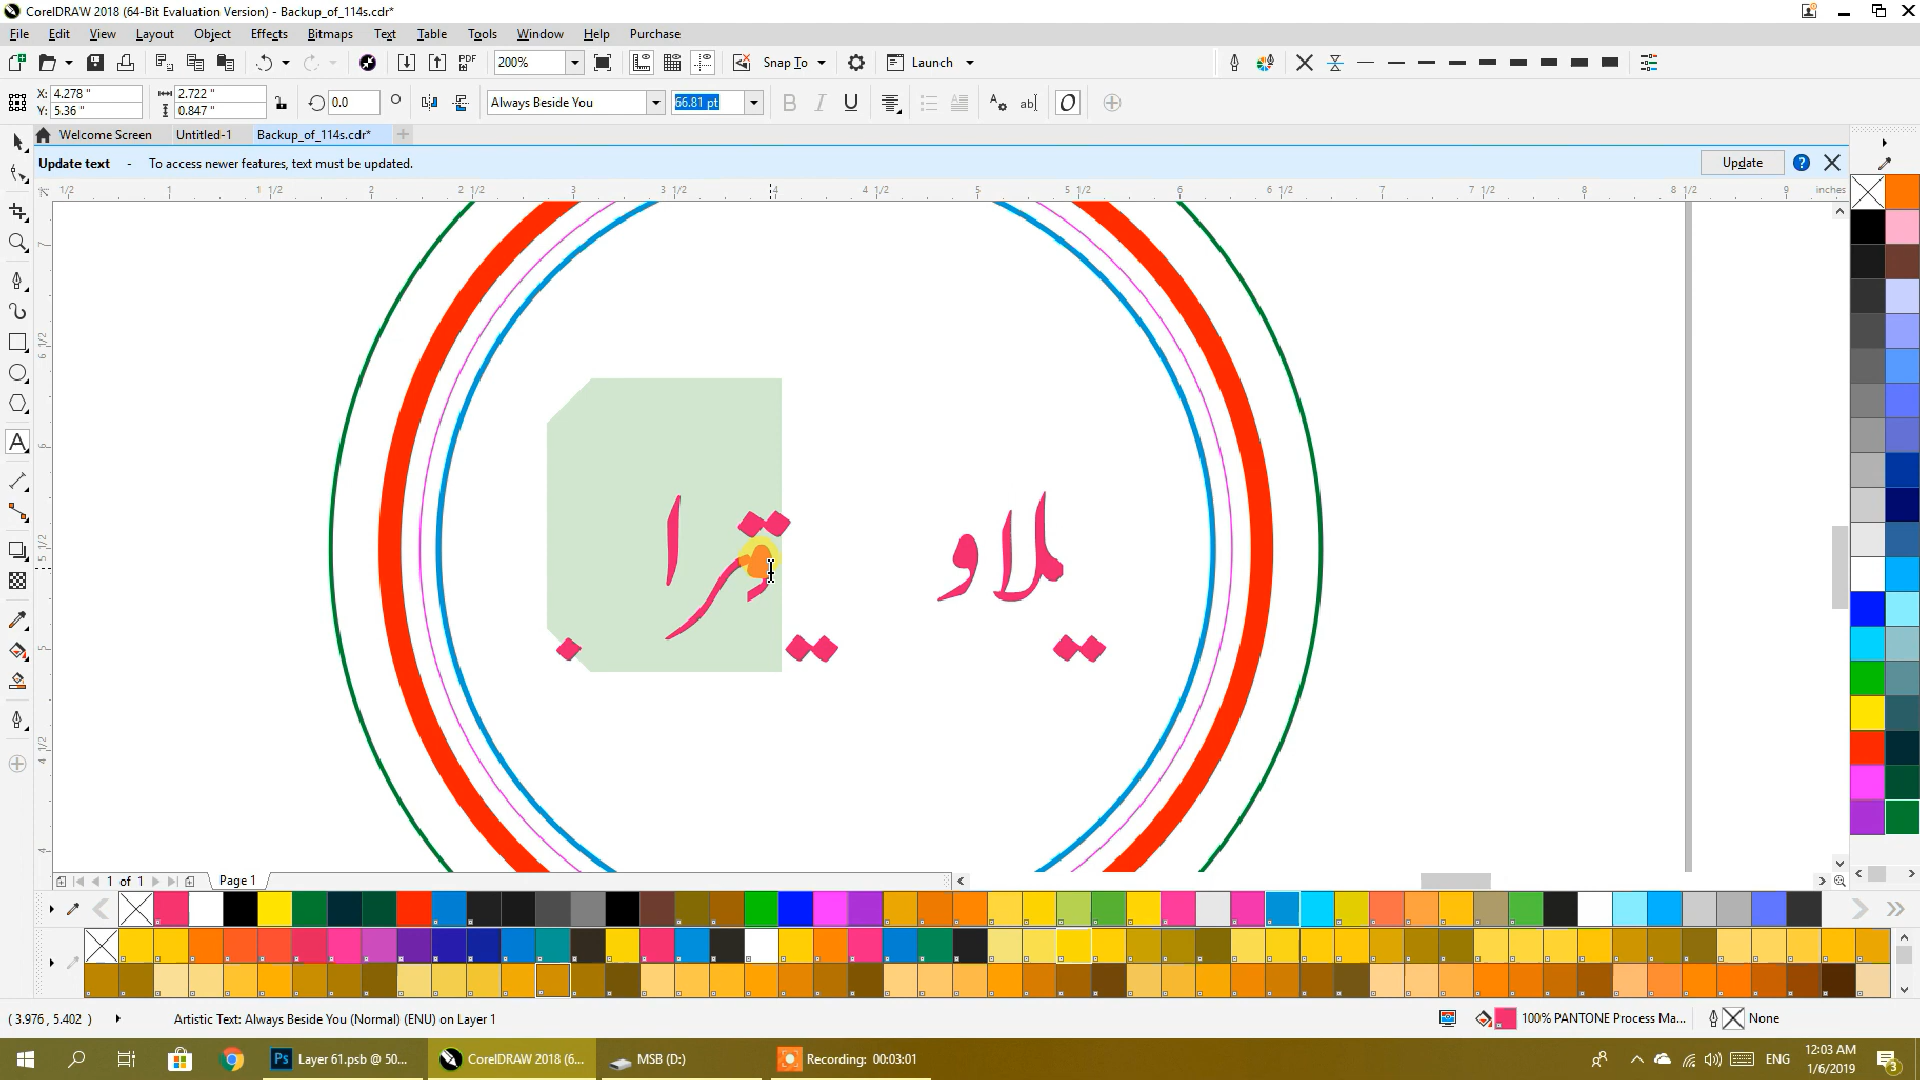 CorelDRAW 2018 (64-Bit Evaluation Version) - Backup_of_114s.cdr*
File Edit View Layout Object Effects Bitmaps Text Table Tools Window Help Purchase
PDF 200% Snap To Launch
X: 4.278 " 2.722 " 0.0 Always Beside You 66.81 pt B I U ab O
Y: 5.36 " 0.847 "
Welcome Screen Untitled-1 Backup_of_114s.cdr*
Update text - To access newer features, text must be updated. Update
1/2 1 1 1/2 2 2 1/2 3 3 1/2 4 4 1/2 5 5 1/2 6 6 1/2 7 7 1/2 8 8 1/2 9 inches
1 of 1 Page 1
( 3.976 , 5.402 ) Artistic Text: Always Beside You (Normal) (ENU) on Layer 1 100% PANTONE Process Ma... None
Ps Layer 61.psb @ 50... CorelDRAW 2018 (6... MSB (D:) Recording: 00:03:01 ENG 12:03 AM
1/6/2019 3